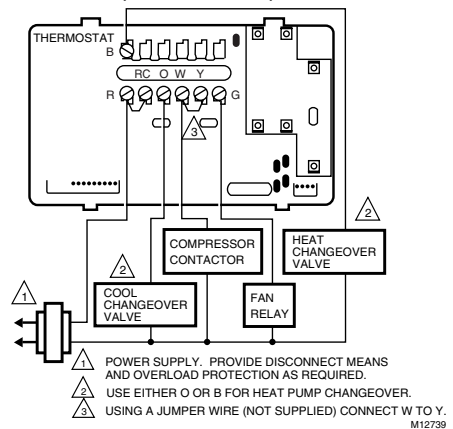 THERMOSTAT
B
RC O W Y
R
G
3
2
HEAT
CHANGEOVER
VALVE
COMPRESSOR
CONTACTOR
2
1
COOL
CHANGEOVER
VALVE
FAN
RELAY
1 POWER SUPPLY. PROVIDE DISCONNECT MEANS
AND OVERLOAD PROTECTION AS REQUIRED.
2 USE EITHER O OR B FOR HEAT PUMP CHANGEOVER.
3 USING A JUMPER WIRE (NOT SUPPLIED) CONNECT W TO Y.
M12739